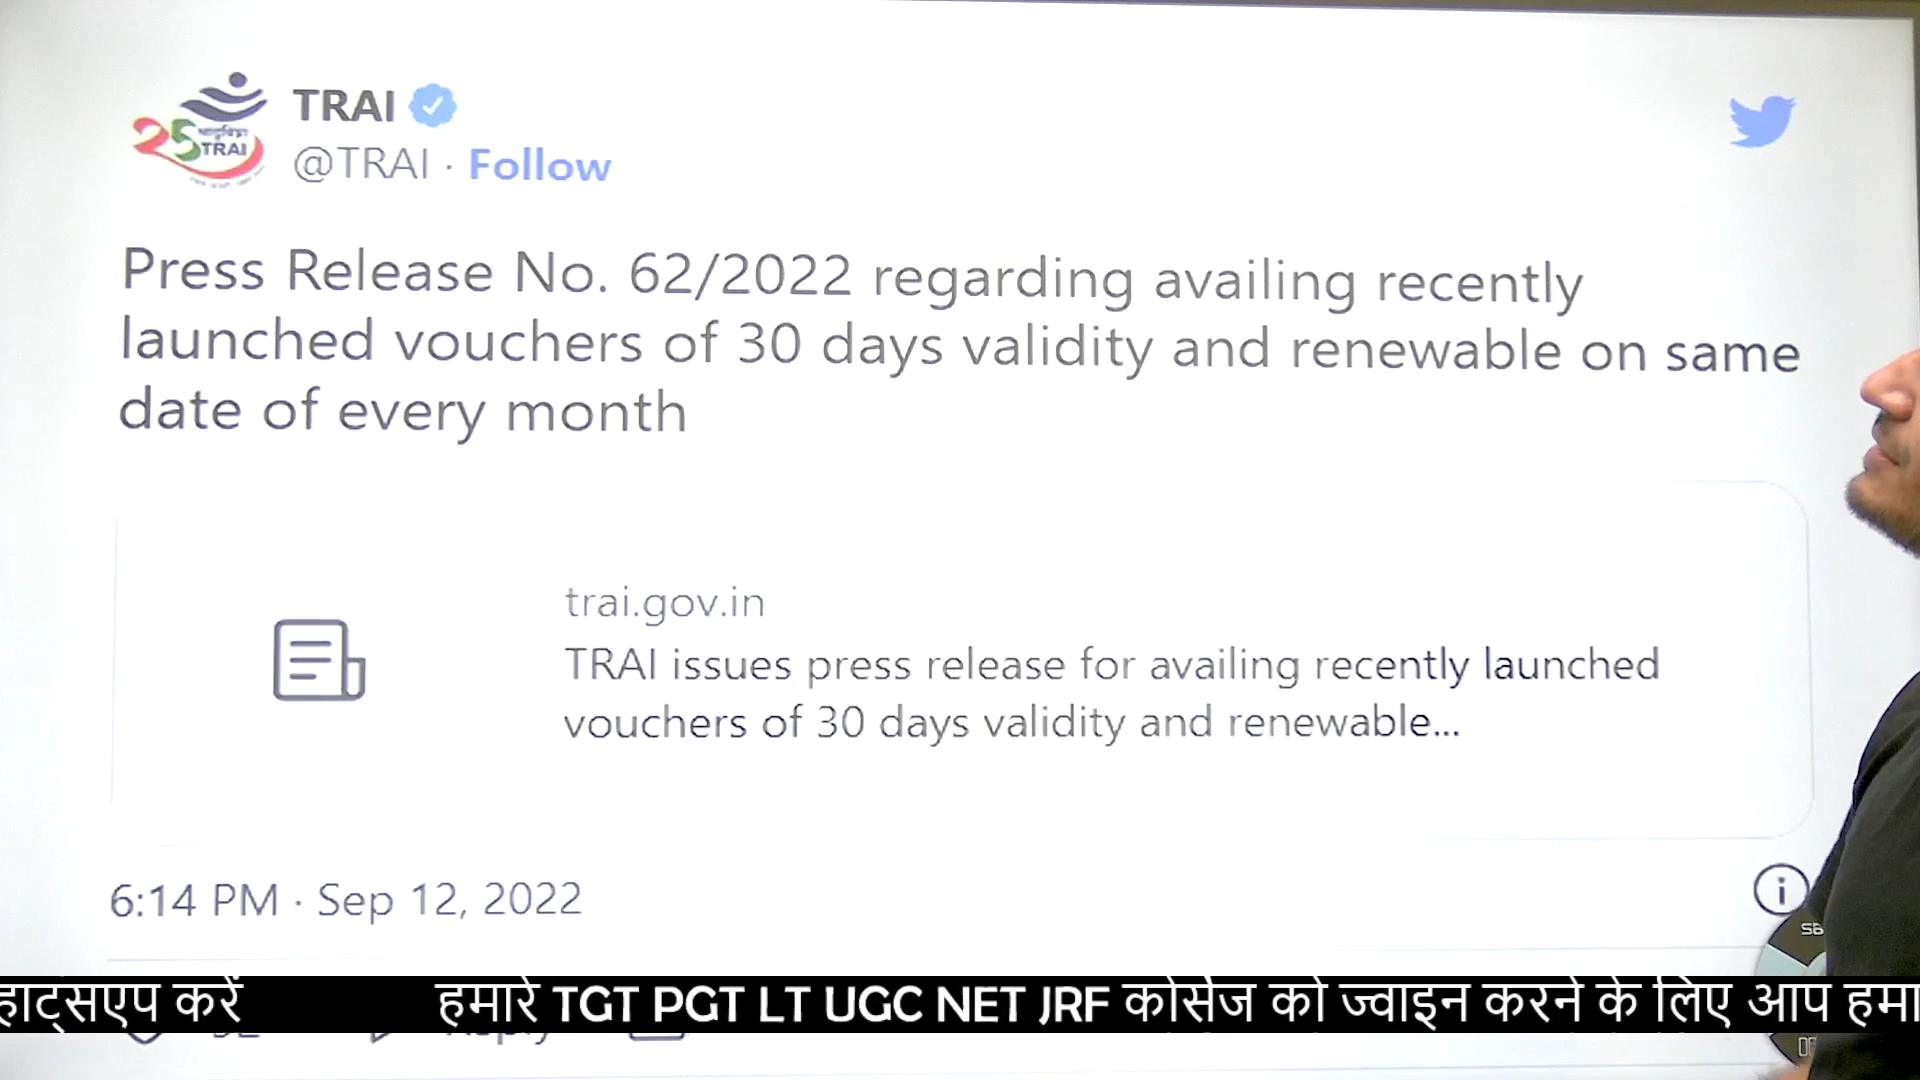 TRAI
@TRAI · Follow
25 TRAI
Press Release No. 62/2022 regarding availing recently
launched vouchers of 30 days validity and renewable on same
date of every month
trai.gov.in
TRAI issues press release for availing recently launched
vouchers of 30 days validity and renewable...
6:14 PM · Sep 12, 2022
हाट्सएप करें हमारे TGT PGT LT UGC NET JRF कोर्सेज को ज्वाइन करने के लिए आप हमा
Reply